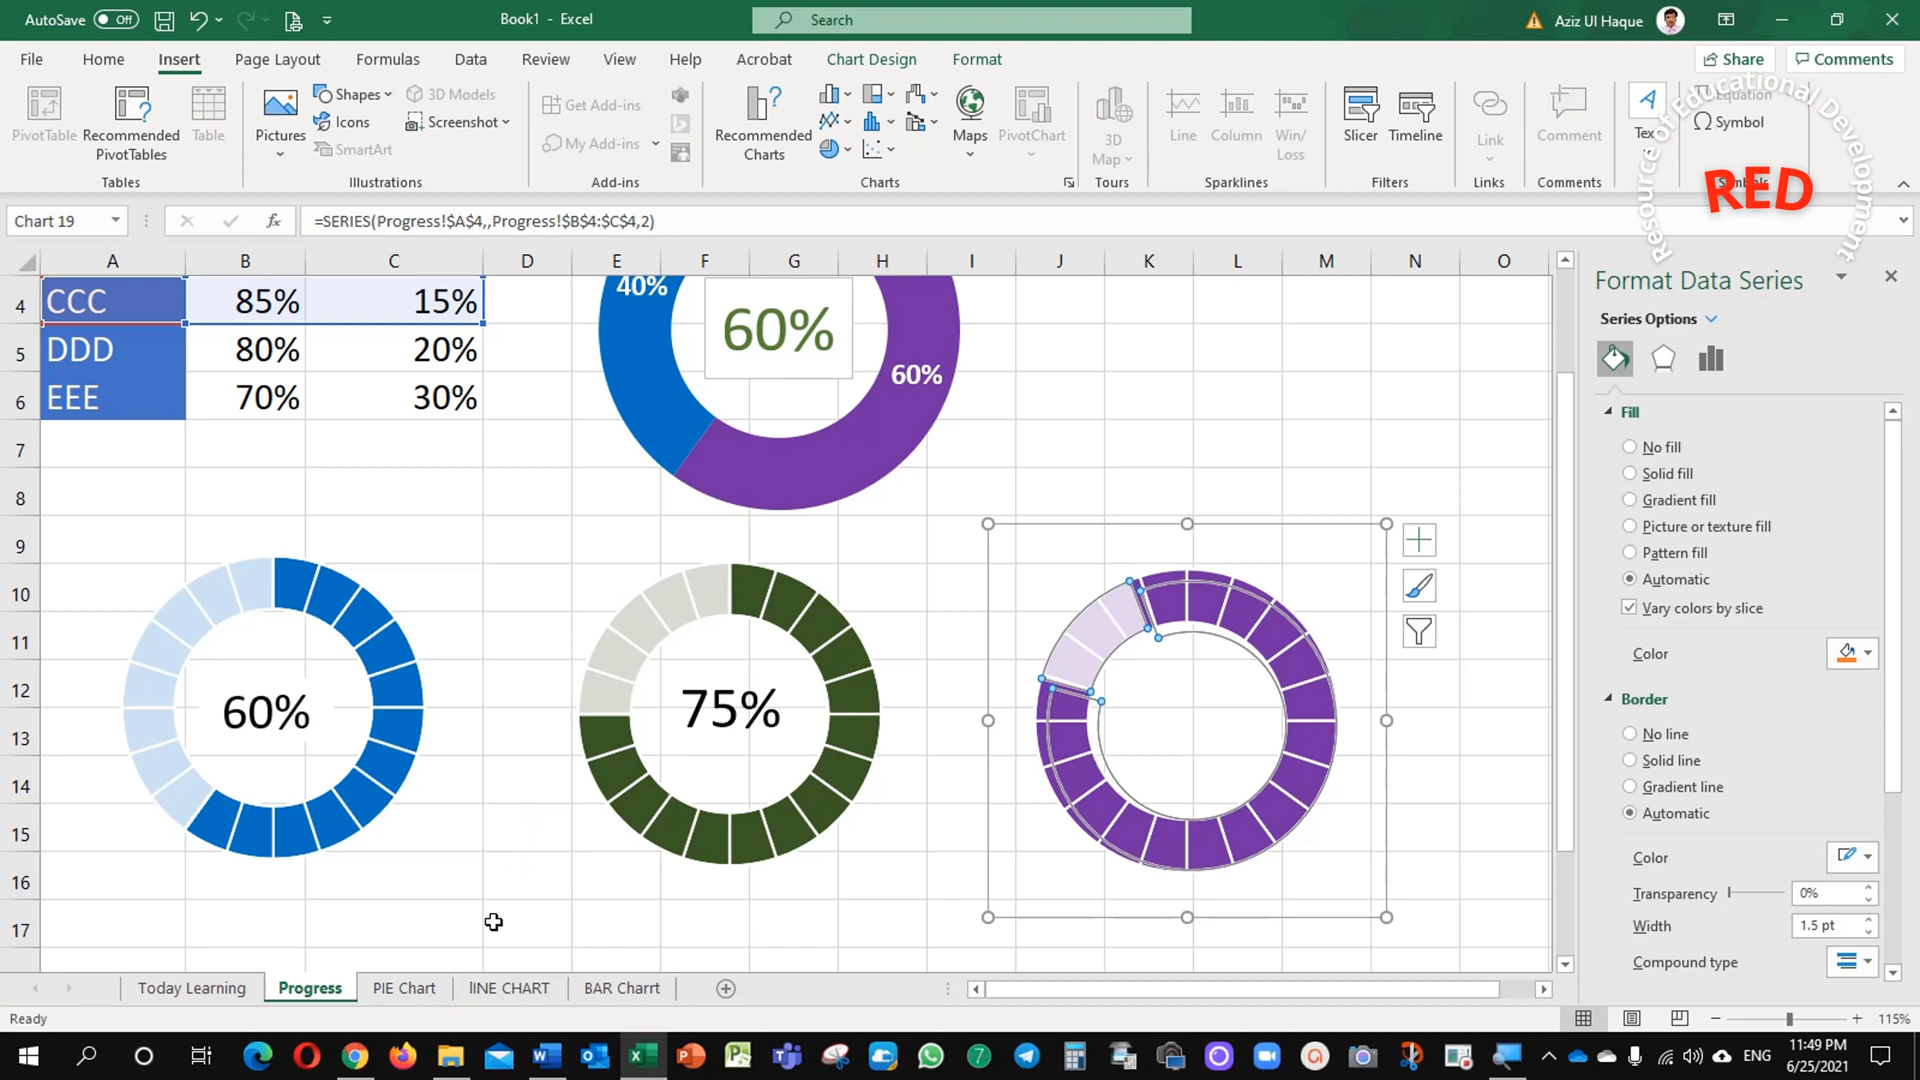 AutoSave Off
Book1 - Excel
Search
Aziz Ul Haque
File Home Insert Page Layout Formulas Data Review View Help Acrobat Chart Design Format
Share Comments
PivotTable
Recommended PivotTables
Table
Tables
Pictures
Shapes
Icons
SmartArt
3D Models
Screenshot
Illustrations
Get Add-ins
My Add-ins
Add-ins
Recommended Charts
Maps
PivotChart
Charts
3D Map
Tours
Line
Column
Win/Loss
Sparklines
Slicer
Timeline
Filters
Link
Links
Comment
Comments
Text
Equation
Symbol
Symbols
Resource of Educational Development
RED
Chart 19
fx
=SERIES(Progress!$A$4,,Progress!$B$4:$C$4,2)
A B C D E F G H I J K L M N O
4 CCC 85% 15%
5 DDD 80% 20%
6 EEE 70% 30%
7
8
9
10
11
12
13
14
15
16
17
40%
60%
60%
60%
75%
Format Data Series
Series Options
Fill
No fill
Solid fill
Gradient fill
Picture or texture fill
Pattern fill
Automatic
Vary colors by slice
Color
Border
No line
Solid line
Gradient line
Automatic
Color
Transparency 0%
Width 1.5 pt
Compound type
Today Learning Progress PIE Chart lINE CHART BAR Charrt
Ready
115%
ENG
11:49 PM
6/25/2021